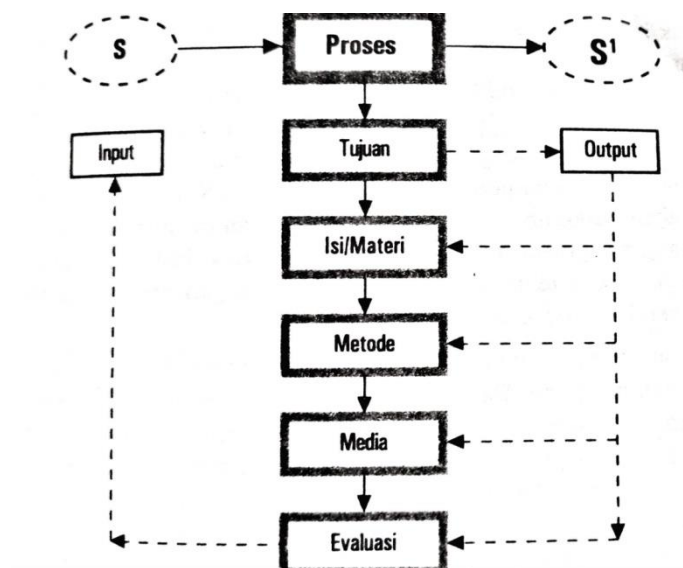 S
Proses
S¹
Input
Tujuan
Output
Isi/Materi
Metode
Media
Evaluasi